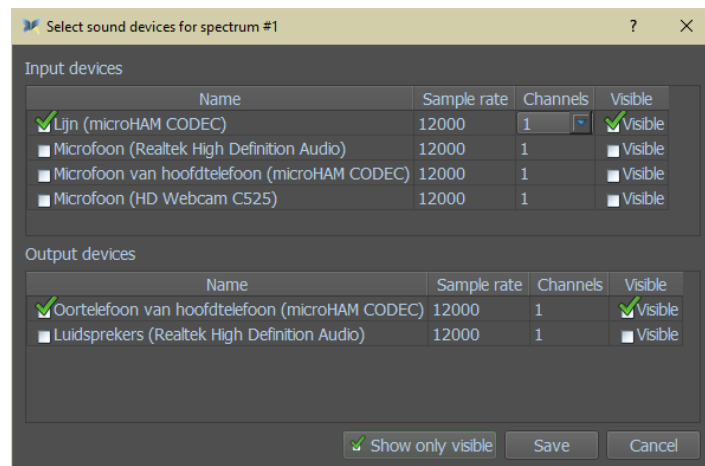 Select sound devices for spectrum #1 ? ×
Input devices
Name Sample rate Channels Visible
Lijn (microHAM CODEC) 12000 1 Visible
Microfoon (Realtek High Definition Audio) 12000 1 Visible
Microfoon van hoofdtelefoon (microHAM CODEC) 12000 1 Visible
Microfoon (HD Webcam C525) 12000 1 Visible
Output devices
Name Sample rate Channels Visible
Oortelefoon van hoofdtelefoon (microHAM CODEC) 12000 1 Visible
Luidsprekers (Realtek High Definition Audio) 12000 1 Visible
Show only visible Save Cancel